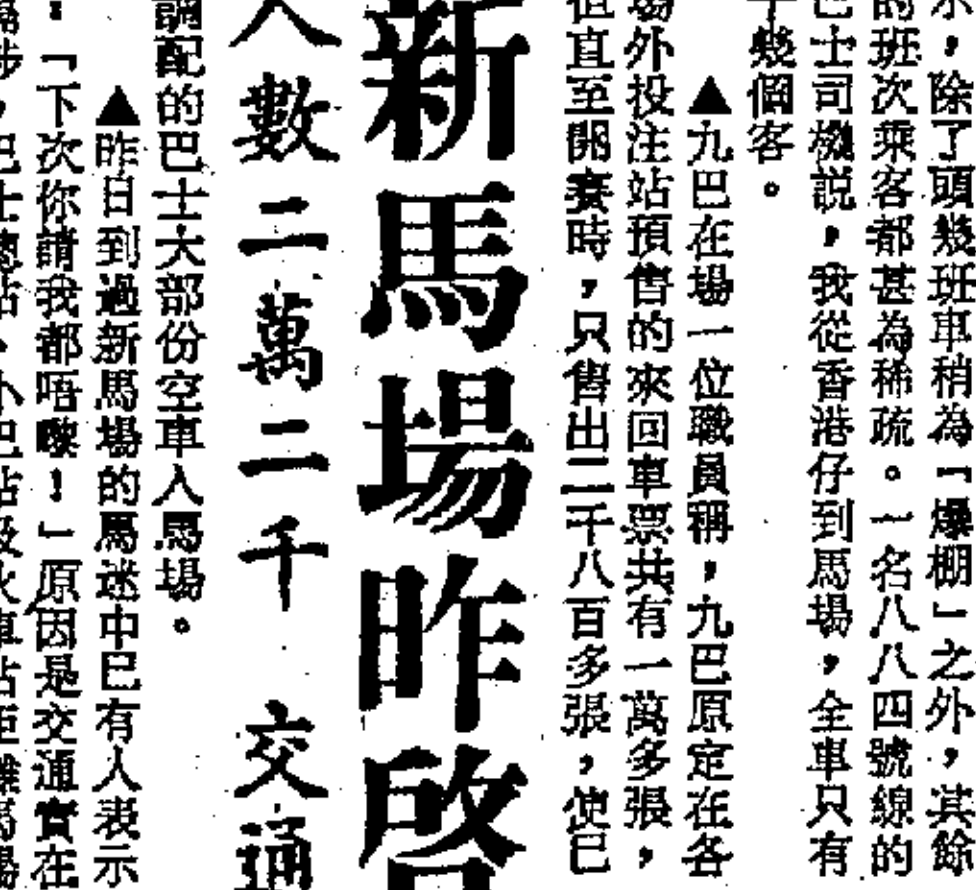 示，除了頭幾班車稍為「爆棚」之外，其餘
的班次乘客都甚為稀疏。一名八八四號線的
巴士司機説，我從香港仔到馬場，全車只有
十幾個客。
▲九巴在場一位職員稱，九巴原定在各
場外投注站預售的來回車票共有一萬多張，
但直至開賽時，只售出二千八百多張，使已
新馬場昨啓
人數二萬二千 交通
調配的巴士大部份空車入馬場。
▲昨日到過新馬場的馬迷中已有人表示
：「下次你請我都唔嚟！」原因是交通實在